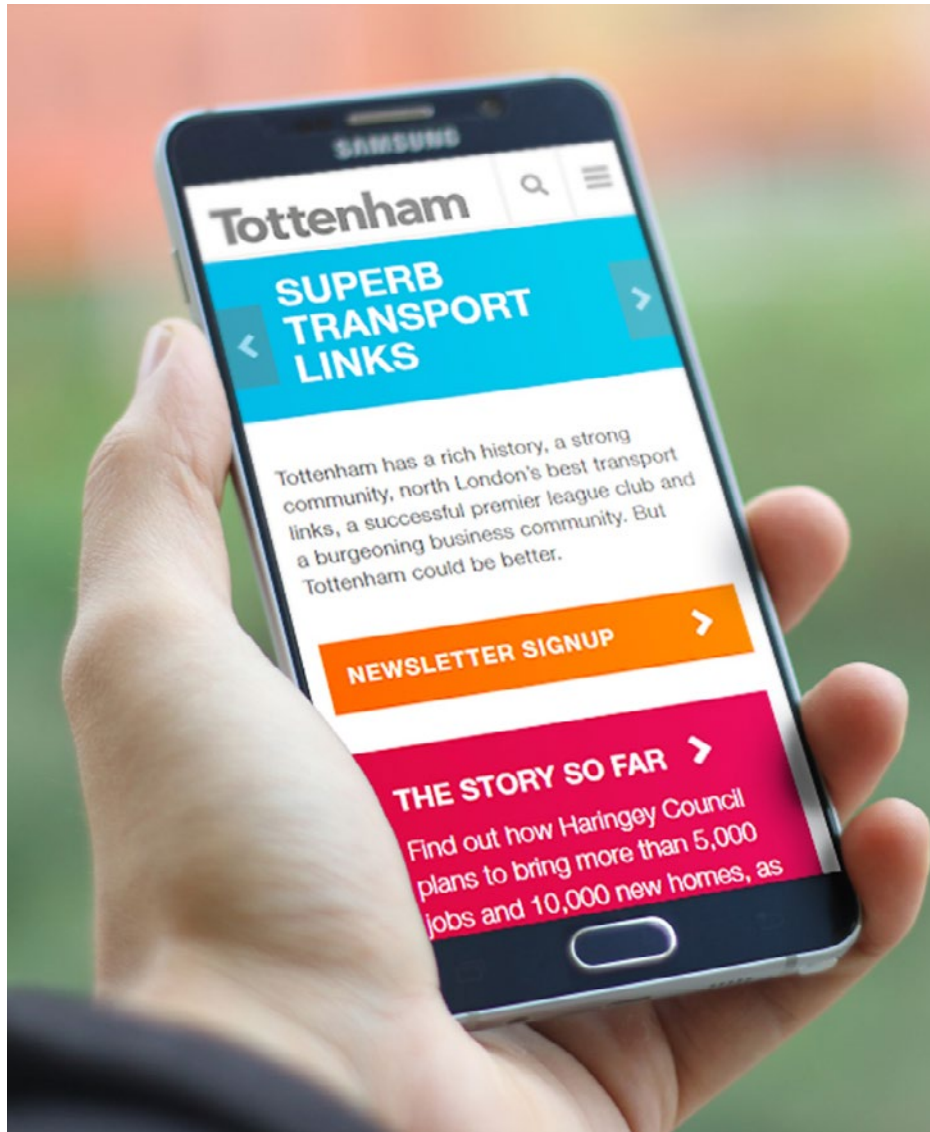 SAMSUNG
Tottenham
SUPERB
TRANSPORT
LINKS
Tottenham has a rich history, a strong
community, north London's best transport
links, a successful premier league club and
a burgeoning business community. But
Tottenham could be better.
NEWSLETTER SIGNUP
THE STORY SO FAR
Find out how Haringey Council
plans to bring more than 5,000
jobs and 10,000 new homes, as